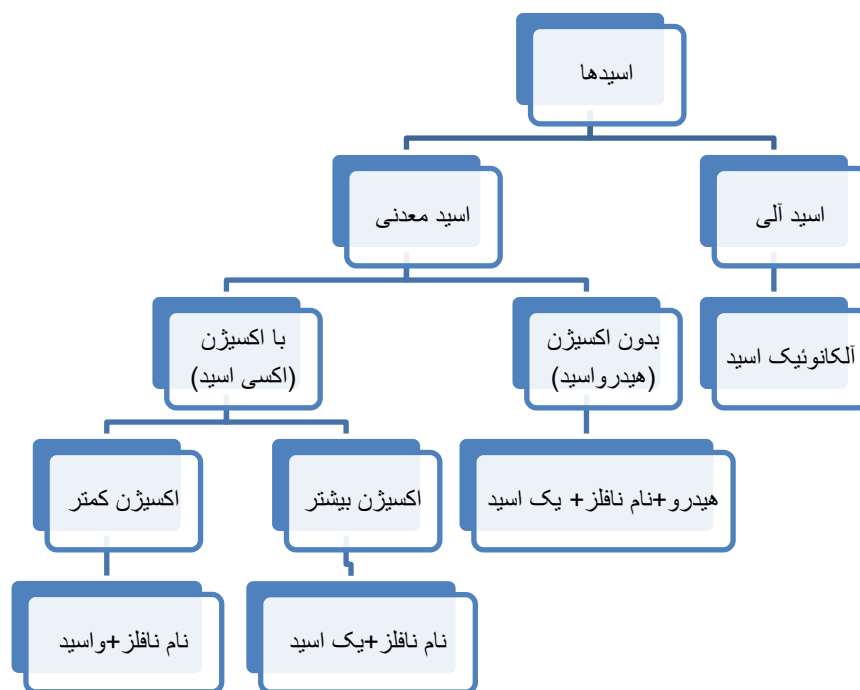 اسیدها
اسید آلی
اسید معدنی
آلکانوئیک اسید
بدون اکسیژن
(هیدرواسید)
با اکسیژن
(اکسی اسید)
هیدرو+نام نافلز+ یک اسید
اکسیژن بیشتر
اکسیژن کمتر
نام نافلز+یک اسید
نام نافلز+واسید